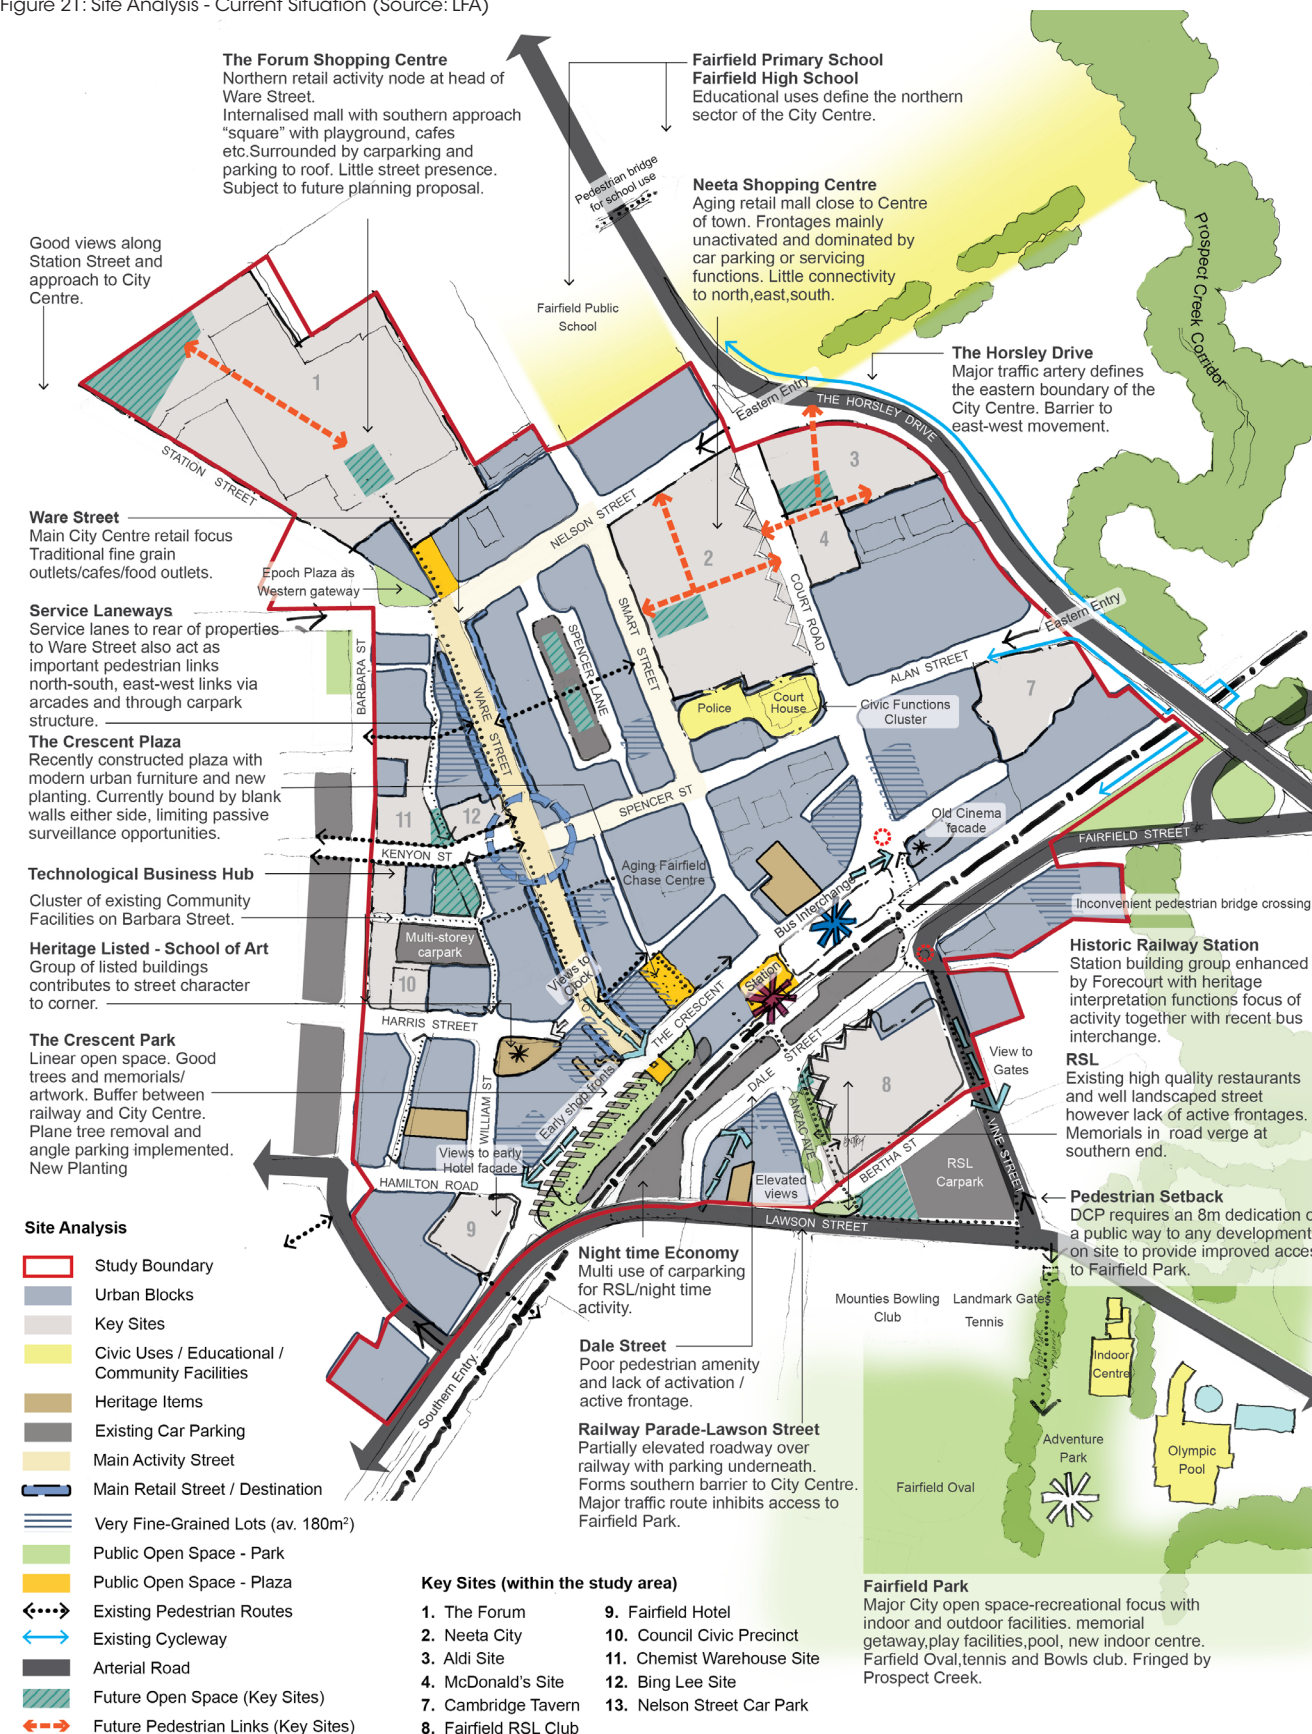 Figure 21: Site Analysis - Current Situation (Source: LFA)
The Forum Shopping Centre
Northern retail activity node at head of
Ware Street.
Internalised mall with southern approach
“square” with playground, cafes
etc.Surrounded by carparking and
parking to roof. Little street presence.
Subject to future planning proposal.
Fairfield Primary School
Fairfield High School
Educational uses define the northern
sector of the City Centre.
Pedestrian bridge
for school use
Neeta Shopping Centre
Aging retail mall close to Centre
of town. Frontages mainly
unactivated and dominated by
car parking or servicing
functions. Little connectivity
to north,east,south.
Good views along
Station Street and
approach to City
Centre.
Prospect Creek Corridor
Fairfield Public
School
The Horsley Drive
Major traffic artery defines
the eastern boundary of the
City Centre. Barrier to
east-west movement.
Eastern Entry
THE HORSLEY DRIVE
1
STATION STREET
3
NELSON STREET
4
2
Ware Street
Main City Centre retail focus
Traditional fine grain
outlets/cafes/food outlets.
Epoch Plaza as
Western gateway
COURT ROAD
SMART STREET
SPENCER LANE
Eastern Entry
ALAN STREET
Service Laneways
Service lanes to rear of properties
to Ware Street also act as
important pedestrian links
north-south, east-west links via
arcades and through carpark
structure.
BARBARA ST
WARE STREET
7
Police
Court
House
Civic Functions
Cluster
The Crescent Plaza
Recently constructed plaza with
modern urban furniture and new
planting. Currently bound by blank
walls either side, limiting passive
surveillance opportunities.
SPENCER ST
11
12
KENYON ST
Old Cinema
facade
FAIRFIELD STREET
Aging Fairfield
Chase Centre
Technological Business Hub
Cluster of existing Community
Facilities on Barbara Street.
Bus Interchange
Inconvenient pedestrian bridge crossing
Multi-storey
carpark
Heritage Listed - School of Art
Group of listed buildings
contributes to street character
to corner.
Views to
Clock
Station
10
THE CRESCENT
HARRIS STREET
Historic Railway Station
Station building group enhanced
by Forecourt with heritage
interpretation functions focus of
activity together with recent bus
interchange.
The Crescent Park
Linear open space. Good
trees and memorials/
artwork. Buffer between
railway and City Centre.
Plane tree removal and
angle parking implemented.
New Planting
DALE STREET
8
View to
Gates
RSL
Existing high quality restaurants
and well landscaped street
however lack of active frontages.
Memorials in road verge at
southern end.
WILLIAM ST
Early shop fronts
ANZAC AVE
ENTRY
BERTHA ST
VINE STREET
Views to early
Hotel facade
HAMILTON ROAD
Elevated
views
RSL
Carpark
LAWSON STREET
9
Pedestrian Setback
DCP requires an 8m dedication o
a public way to any development
on site to provide improved acces
to Fairfield Park.
Site Analysis
Study Boundary
Urban Blocks
Key Sites
Civic Uses / Educational /
Community Facilities
Heritage Items
Existing Car Parking
Main Activity Street
Main Retail Street / Destination
Very Fine-Grained Lots (av. 180m²)
Public Open Space - Park
Public Open Space - Plaza
Existing Pedestrian Routes
Existing Cycleway
Arterial Road
Future Open Space (Key Sites)
Future Pedestrian Links (Key Sites)
Southern Entry.
Night time Economy
Multi use of carparking
for RSL/night time
activity.
Dale Street
Poor pedestrian amenity
and lack of activation /
active frontage.
Railway Parade-Lawson Street
Partially elevated roadway over
railway with parking underneath.
Forms southern barrier to City Centre.
Major traffic route inhibits access to
Fairfield Park.
Mounties Bowling
Club
Landmark Gates
Tennis
Indoor
Centre
Adventure
Park
Olympic
Pool
Fairfield Oval
Key Sites (within the study area)
1. The Forum
2. Neeta City
3. Aldi Site
4. McDonald's Site
7. Cambridge Tavern
8. Fairfield RSL Club
9. Fairfield Hotel
10. Council Civic Precinct
11. Chemist Warehouse Site
12. Bing Lee Site
13. Nelson Street Car Park
Fairfield Park
Major City open space-recreational focus with
indoor and outdoor facilities. memorial
getaway,play facilities,pool, new indoor centre.
Farfield Oval,tennis and Bowls club. Fringed by
Prospect Creek.